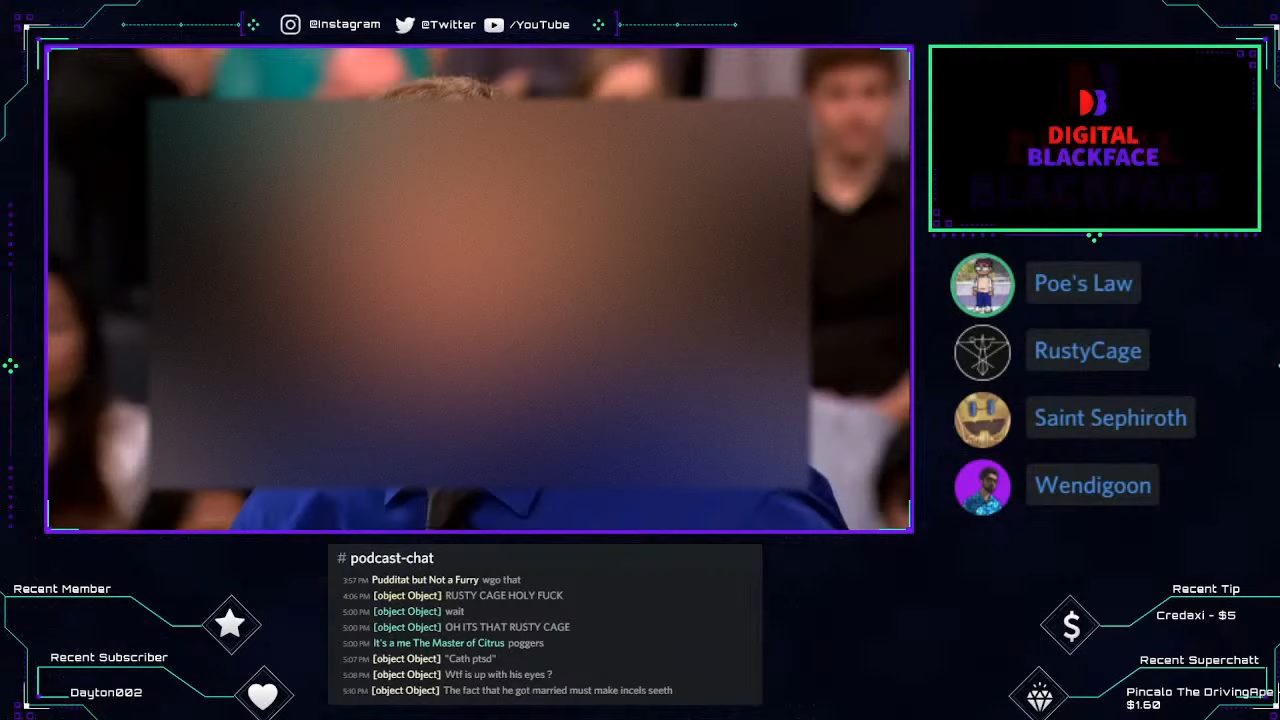 @Instagram @Twitter /YouTube
DIGITAL
BLACKFACE
Poe's Law
RustyCage
Saint Sephiroth
Wendigoon
# podcast-chat
3:57 PM Pudditat but Not a Furry wgo that
4:06 PM [object Object] RUSTY CAGE HOLY FUCK
5:00 PM [object Object] wait
5:00 PM [object Object] OH ITS THAT RUSTY CAGE
5:00 PM It's a me The Master of Citrus poggers
5:07 PM [object Object] "Cath ptsd"
5:08 PM [object Object] Wtf is up with his eyes ?
5:10 PM [object Object] The fact that he got married must make incels seeth
Recent Member
Recent Subscriber
Dayton002
Recent Tip
Credaxi - $5
Recent Superchatt
Pincalo The DrivingApe
$1.60